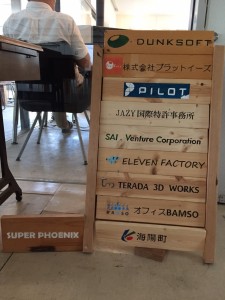 DUNKSOFT
株式会社プラットイーズ
PILOT
JAZY国際特許事務所
SAI Venture Corporation
ELEVEN FACTORY
TERADA 3D WORKS
オフィスBAMSO
海陽町
SUPER PHOENIX